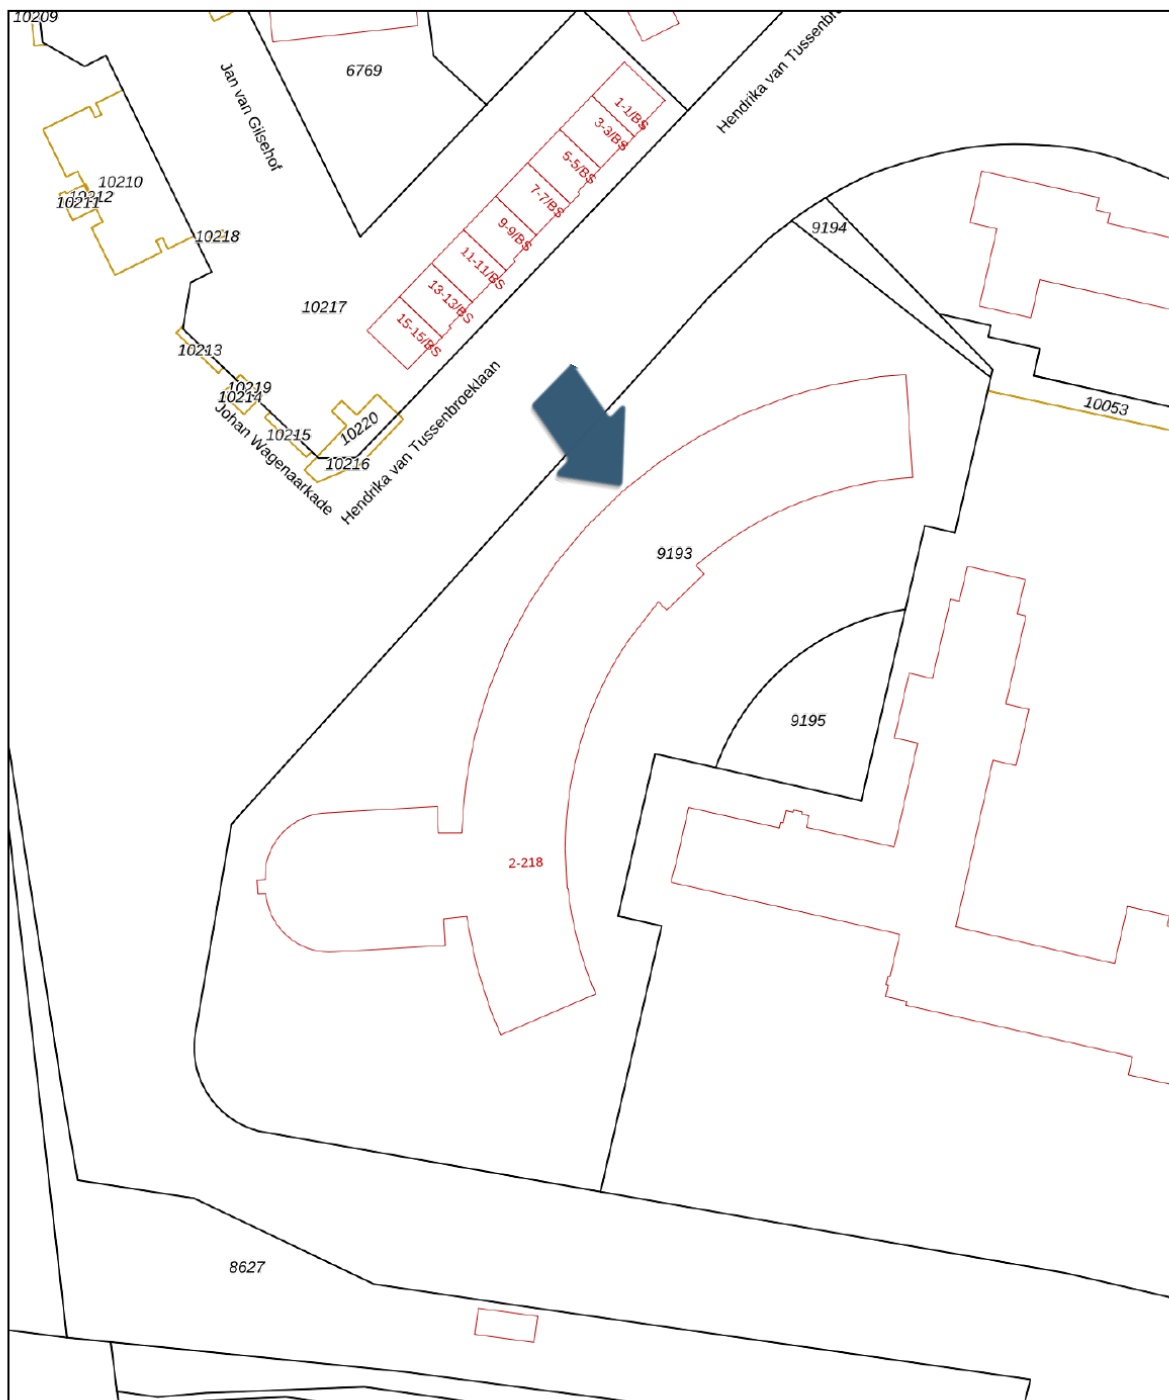 10209
6769
Jan van Gilsehof
Hendrika van Tussenbr
1-1/BS
3-3/BS
5-5/BS
7-7/BS
9-9/BS
11-11/BS
13-13/BS
15-15/BS
10210
10212
10211
10218
9194
10217
10213
10219
10214
10215
10220
10216
Johan Wagenaarkade
Hendrika van Tussenbroeklaan
10053
9193
9195
2-218
8627